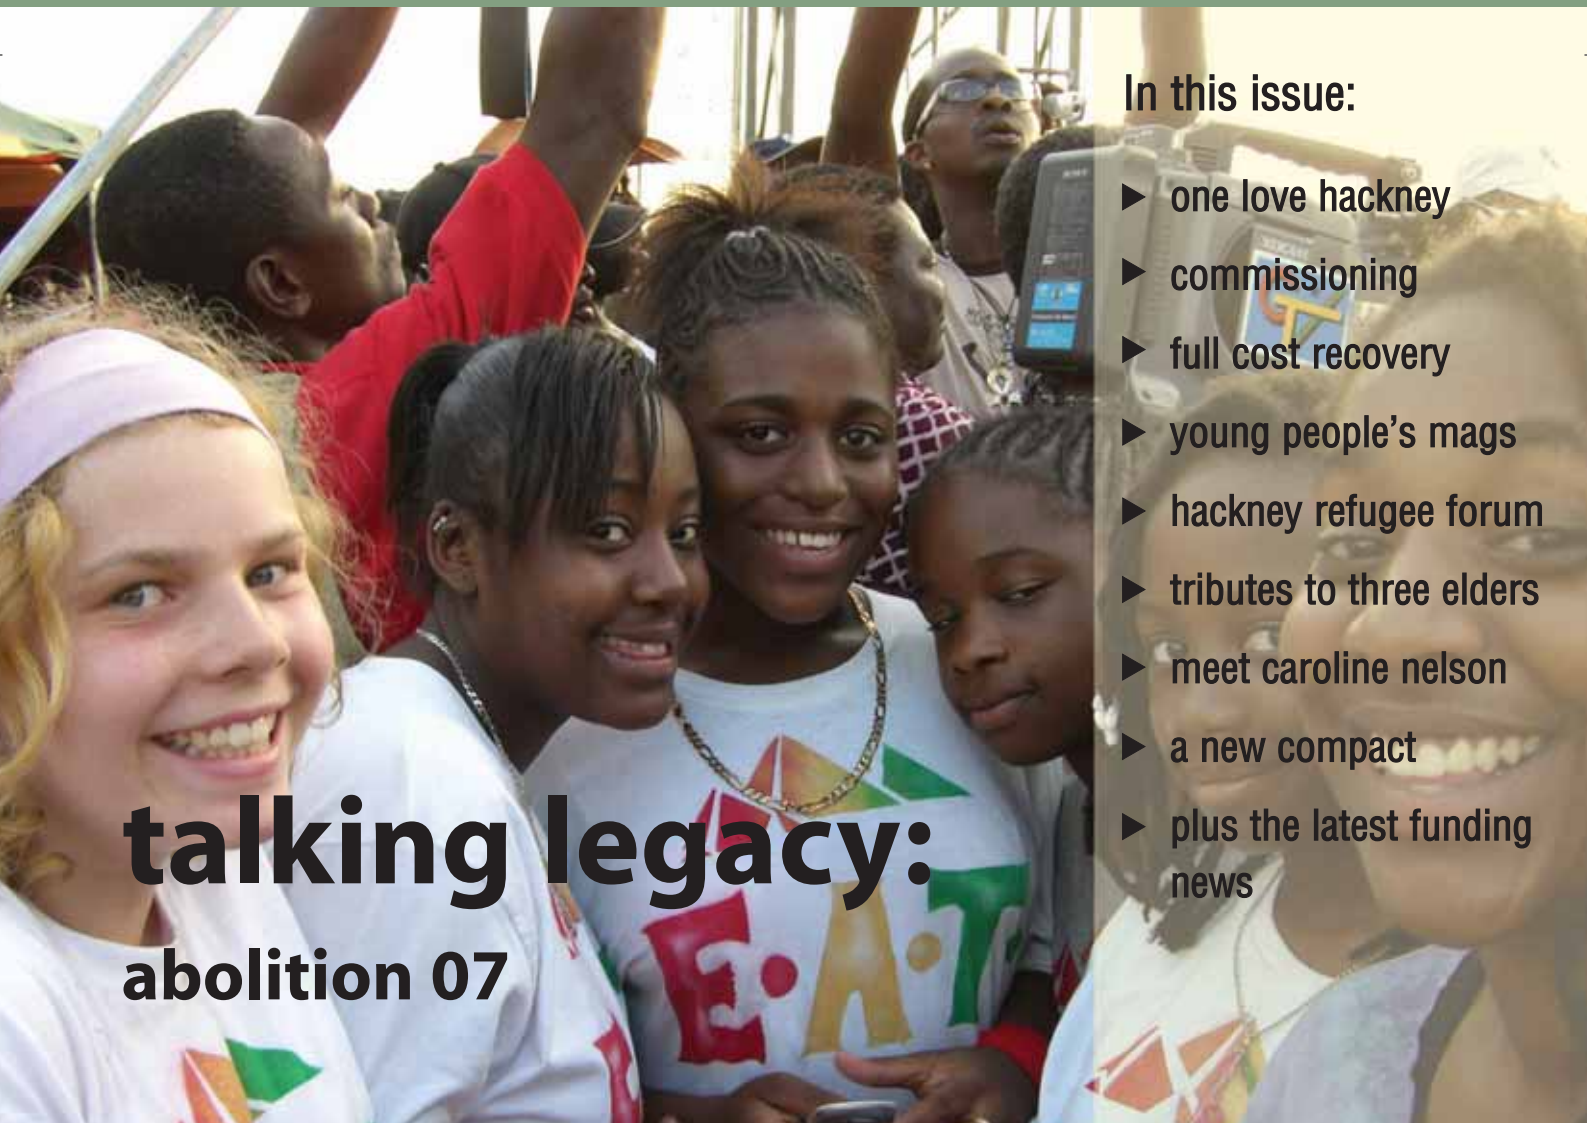 In this issue:
▶ one love hackney
▶ commissioning
▶ full cost recovery
▶ young people’s mags
▶ hackney refugee forum
▶ tributes to three elders
▶ meet caroline nelson
▶ a new compact
▶ plus the latest funding
news
talking legacy:
abolition 07
E·A·T·